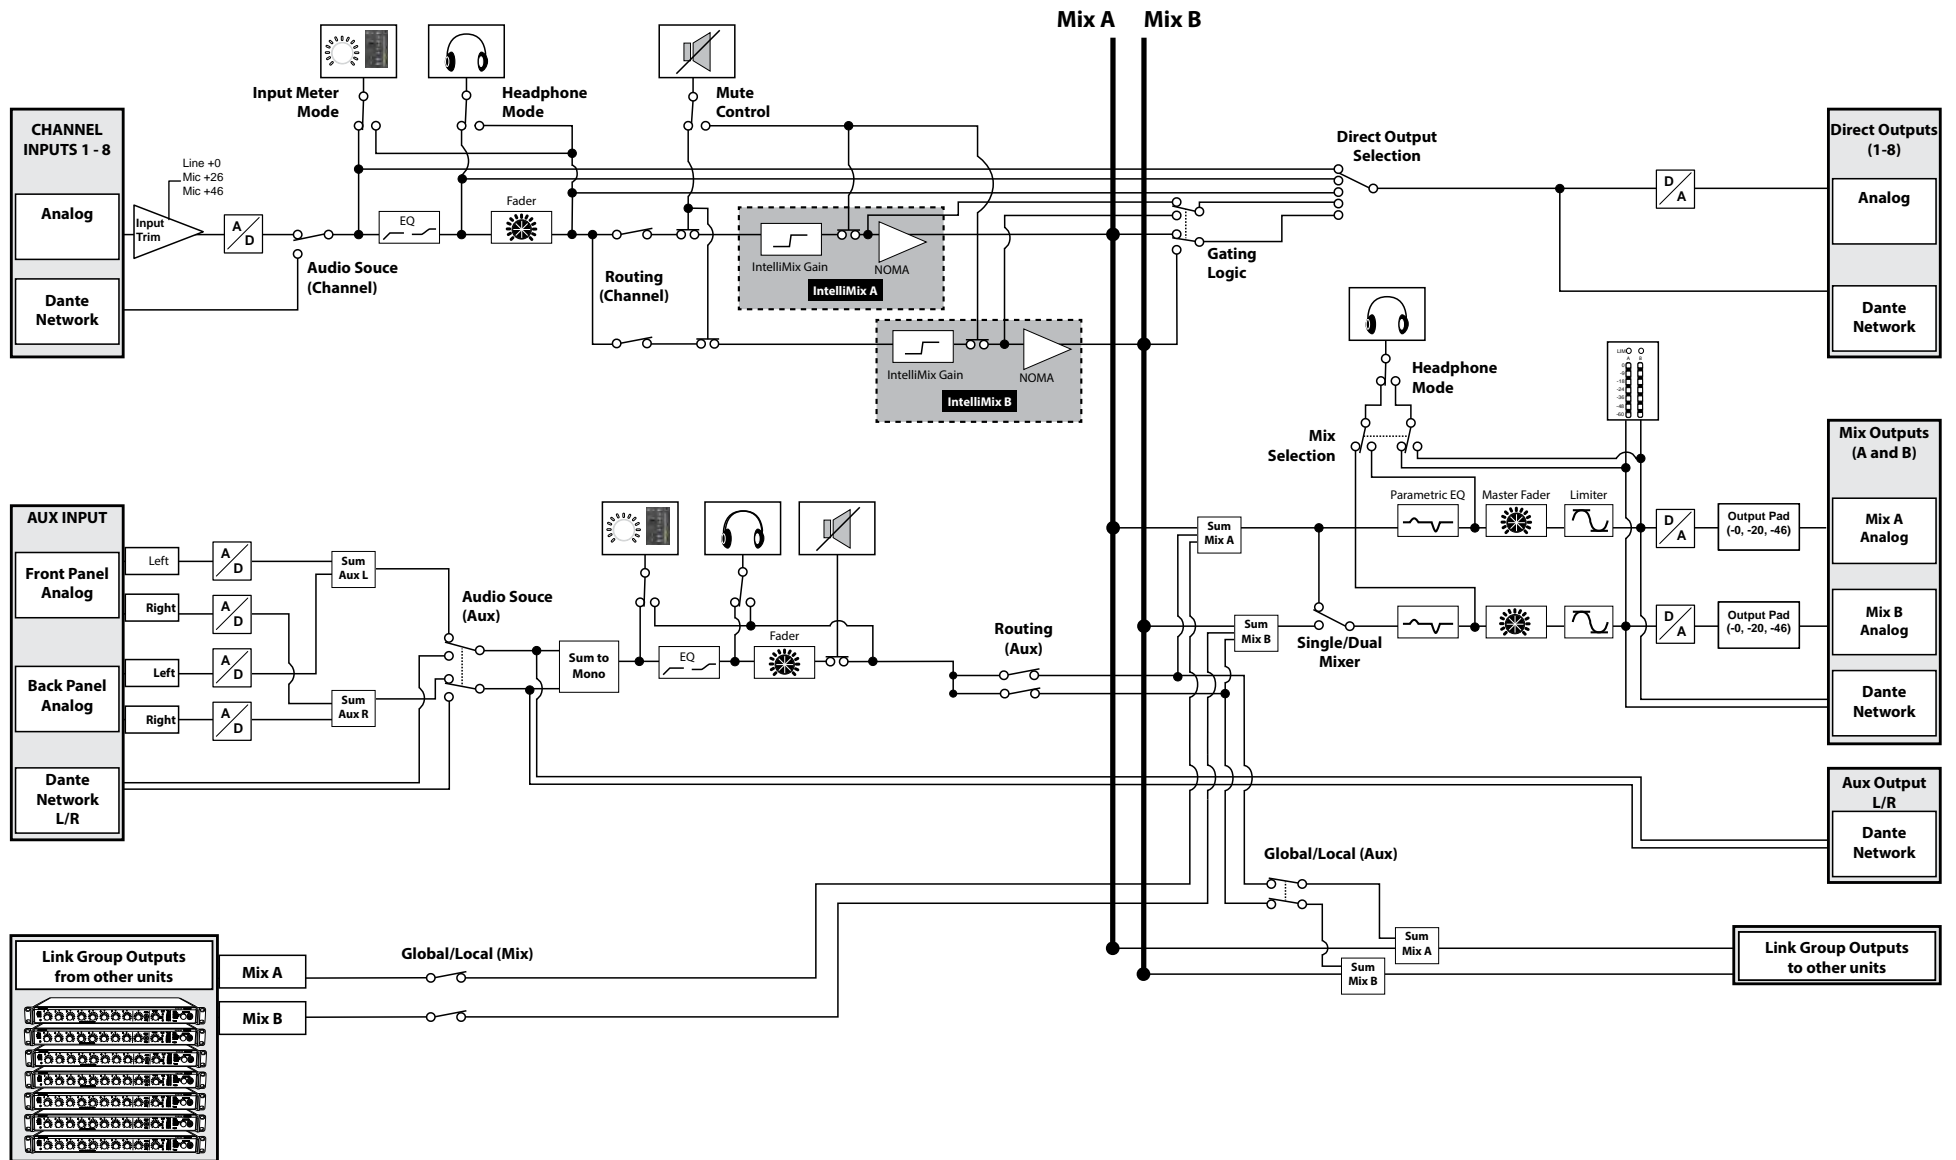 Mix A
Mix B
Input Meter
Mode
Headphone
Mode
Mute
Control
CHANNEL
INPUTS 1 - 8
Analog
Dante
Network
Line +0
Mic +26
Mic +46
Input
Trim
A
D
Audio Souce
(Channel)
EQ
Fader
Routing
(Channel)
IntelliMix Gain
NOMA
IntelliMix A
IntelliMix Gain
NOMA
IntelliMix B
Direct Output
Selection
Gating
Logic
D
A
Direct Outputs
(1-8)
Analog
Dante
Network
Headphone
Mode
Mix
Selection
LIM
A
B
Parametric EQ
Master Fader
Limiter
Sum
Mix A
Sum
Mix B
Single/Dual
Mixer
D
A
Output Pad
(-0, -20, -46)
D
A
Output Pad
(-0, -20, -46)
Mix Outputs
(A and B)
Mix A
Analog
Mix B
Analog
Dante
Network
AUX INPUT
Front Panel
Analog
Left
Right
Back Panel
Analog
Left
Right
Dante
Network
L/R
A
D
A
D
A
D
A
D
Sum
Aux L
Sum
Aux R
Audio Souce
(Aux)
Sum to
Mono
EQ
Fader
Routing
(Aux)
Aux Output
L/R
Dante
Network
Global/Local (Aux)
Sum
Mix A
Sum
Mix B
Link Group Outputs
to other units
Link Group Outputs
from other units
Mix A
Mix B
Global/Local (Mix)